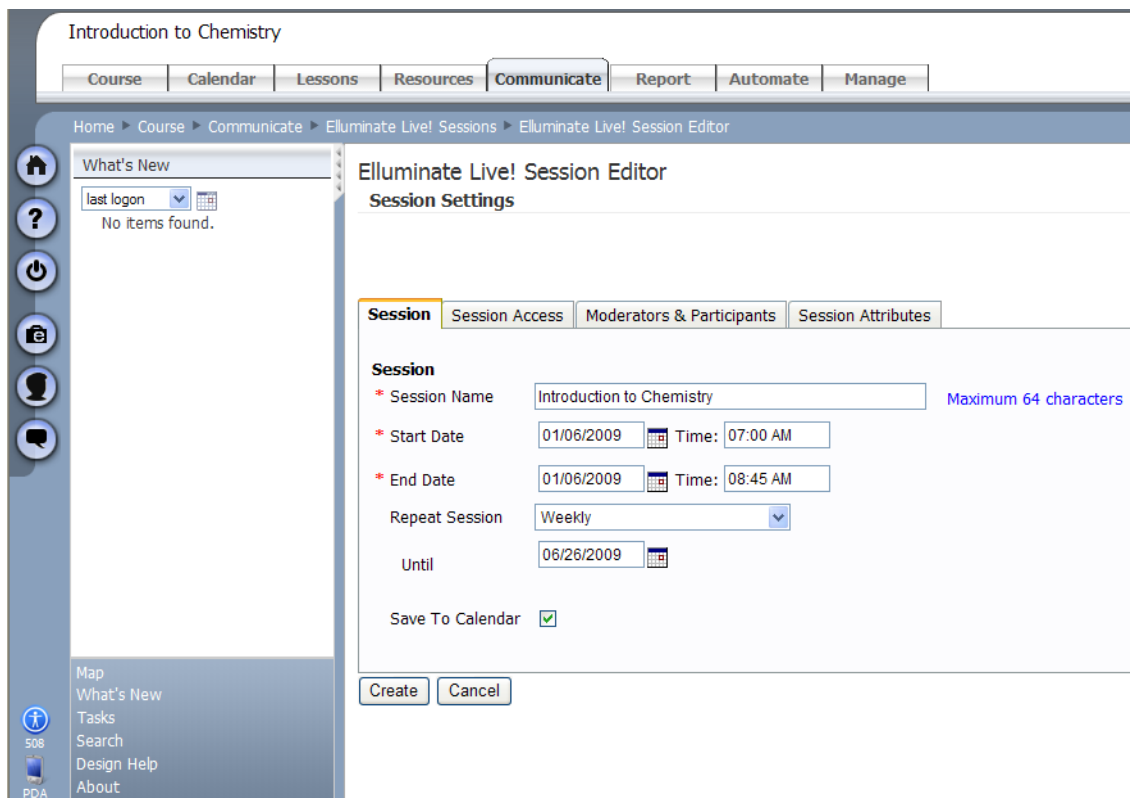 Introduction to Chemistry
Course Calendar Lessons Resources Communicate Report Automate Manage
Home Course Communicate Elluminate Live! Sessions Elluminate Live! Session Editor
What's New
last logon
No items found.
Map
What's New
Tasks
Search
Design Help
About
508
PDA
Elluminate Live! Session Editor
Session Settings
Session Session Access Moderators & Participants Session Attributes
Session
* Session Name Introduction to Chemistry Maximum 64 characters
* Start Date 01/06/2009 Time: 07:00 AM
* End Date 01/06/2009 Time: 08:45 AM
Repeat Session Weekly
Until 06/26/2009
Save To Calendar
Create Cancel